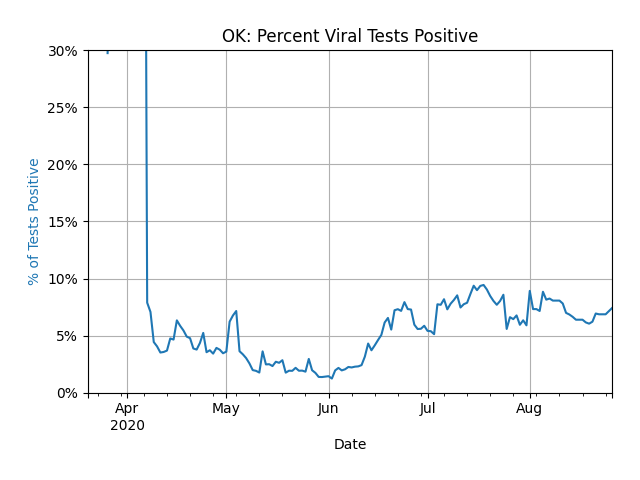 OK: Percent Viral Tests Positive
30%
25%
20%
15%
10%
5%
0%
% of Tests Positive
Apr
2020
May
Jun
Jul
Aug
Date